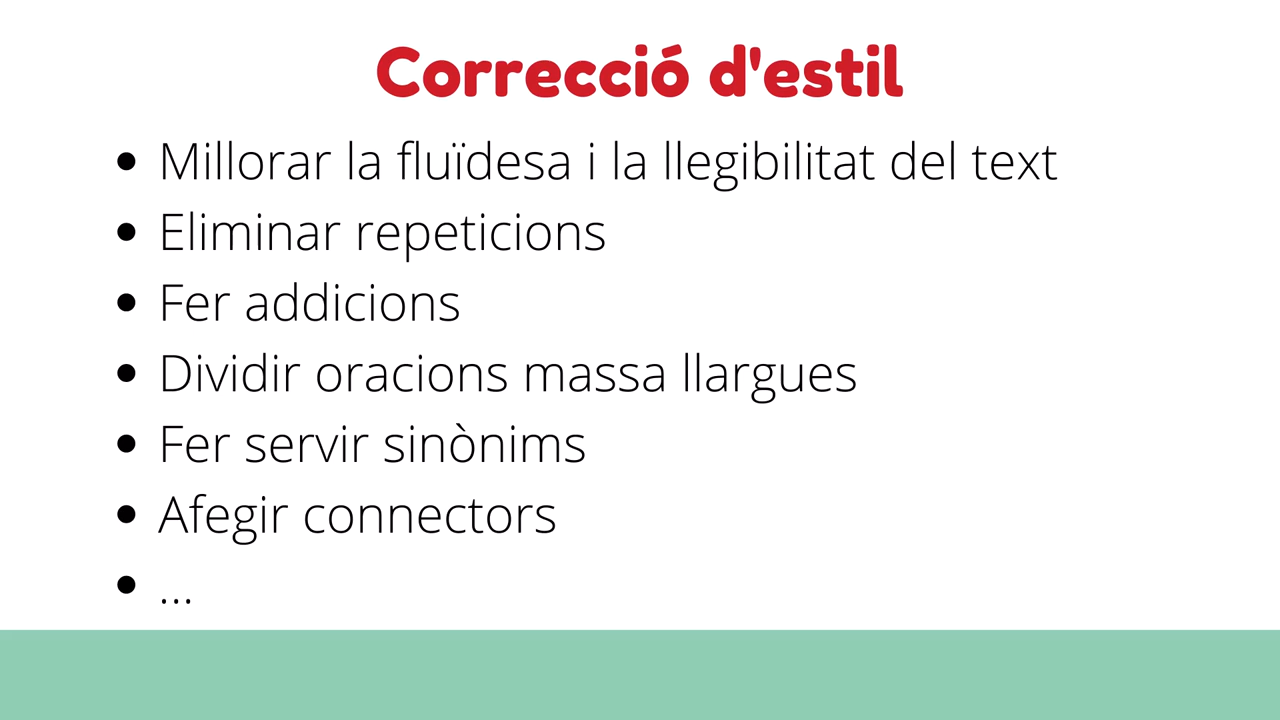 Correcció d'estil
• Millorar la fluïdesa i la llegibilitat del text
• Eliminar repeticions
• Fer addicions
• Dividir oracions massa llargues
• Fer servir sinònims
• Afegir connectors
• ...